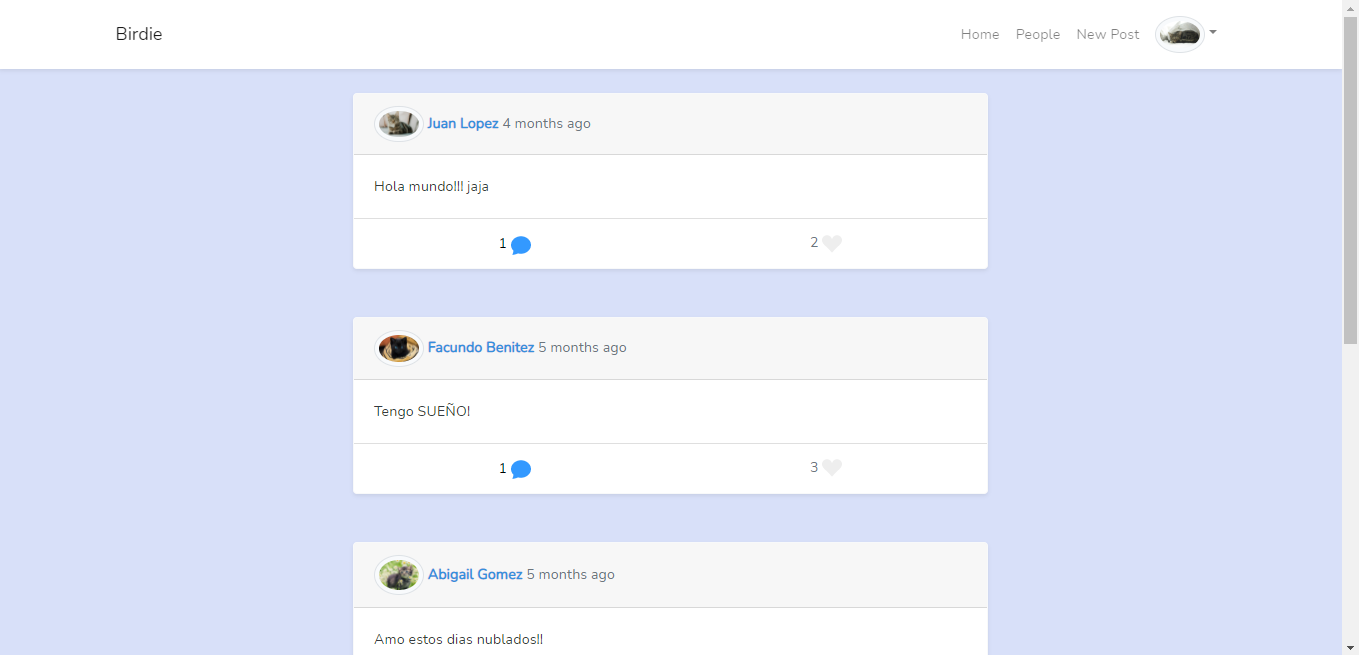 Birdie
Home People New Post
Juan Lopez 4 months ago
Hola mundo!!! jaja
1 2
Facundo Benitez 5 months ago
Tengo SUEÑO!
1 3
Abigail Gomez 5 months ago
Amo estos dias nublados!!